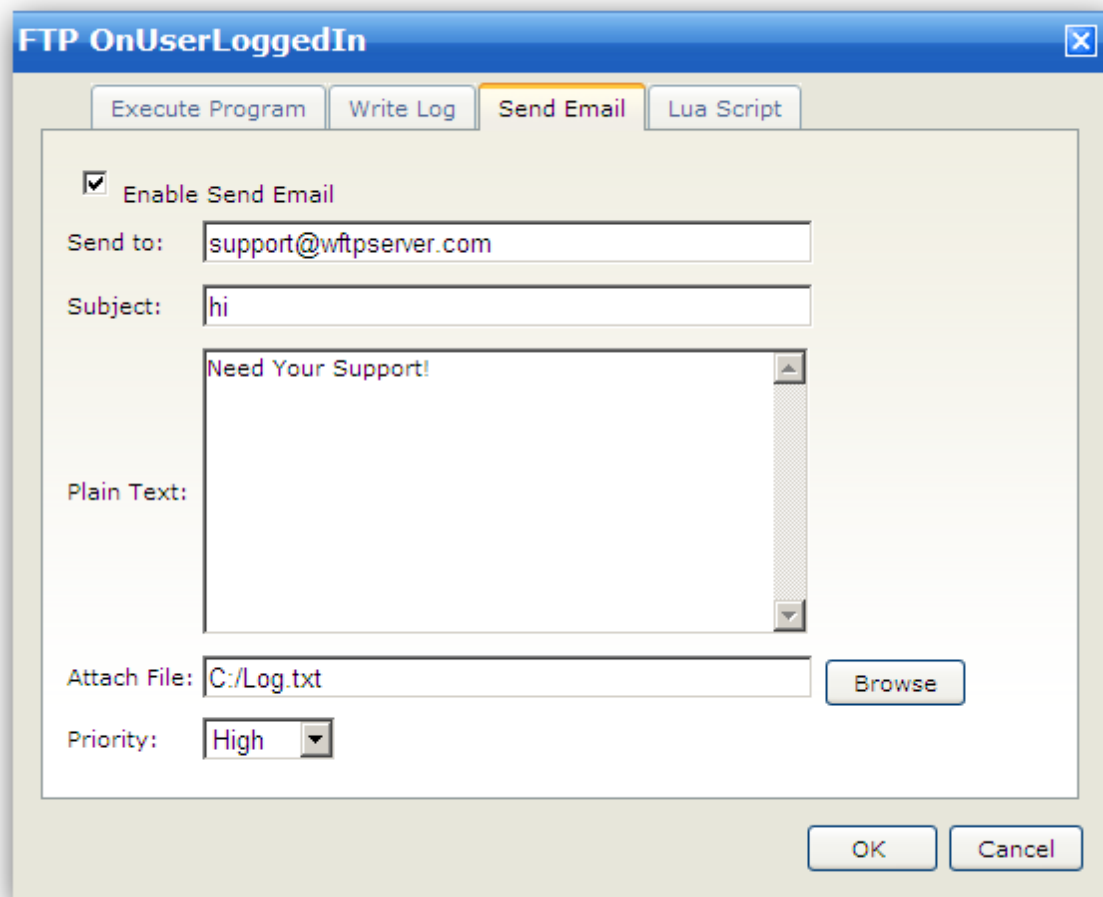 FTP OnUserLoggedIn
Execute Program Write Log Send Email Lua Script
Enable Send Email
Send to: support@wftpserver.com
Subject: hi
Need Your Support!
Plain Text:
Attach File: C:/Log.txt Browse
Priority: High
OK Cancel